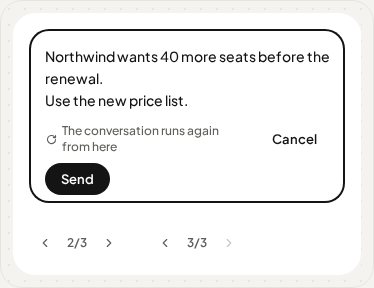 Northwind wants 40 more seats before the
renewal.
Use the new price list.
The conversation runs again
from here
Cancel
Send
2/3
3/3